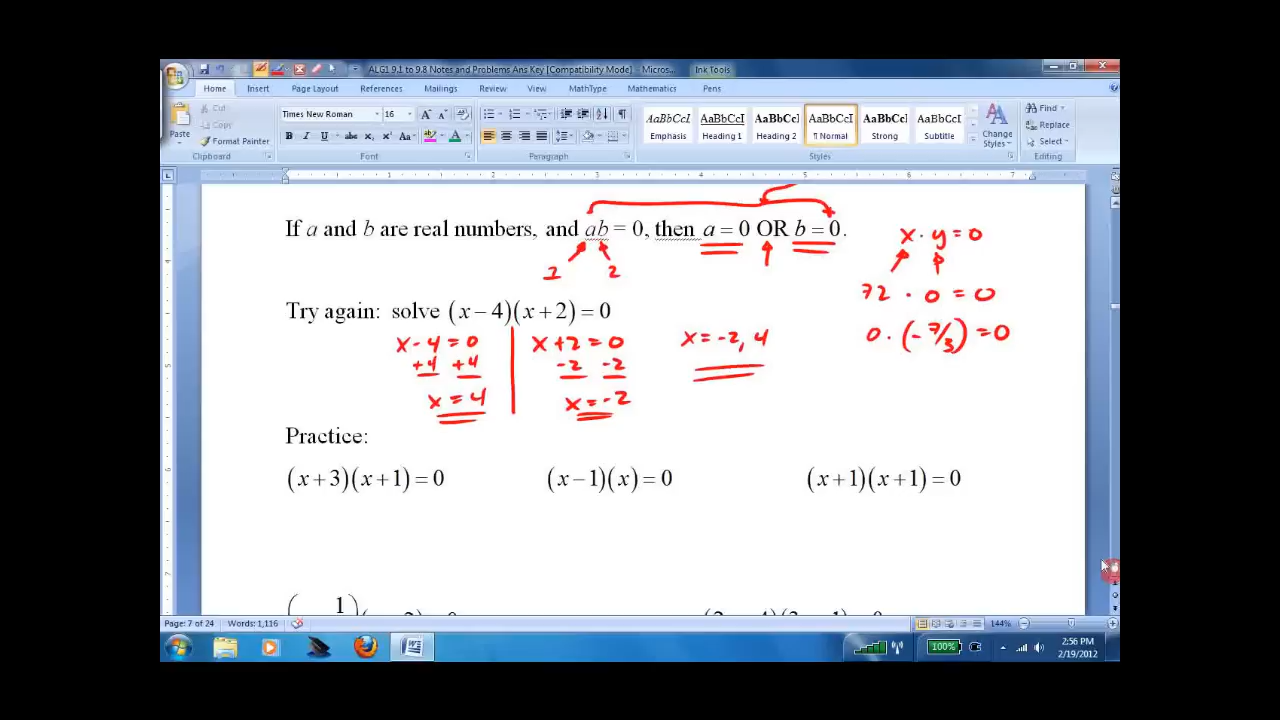 ALG1 9.1 to 9.8 Notes and Problems Ans Key [Compatibility Mode] - Micros...
Ink Tools
Home Insert Page Layout References Mailings Review View MathType Mathematics Pens
Paste
Cut
Copy
Format Painter
Clipboard
Times New Roman 16
Font
Paragraph
AaBbCcI AaBbCcI AaBbCcI AaBbCcI AaBbCcI AaBbCcI
Emphasis Heading 1 Heading 2 ¶ Normal Strong Subtitle
Styles
Change Styles
Find
Replace
Select
Editing
If a and b are real numbers, and ab = 0, then a = 0 OR b = 0.
x · y = 0
2 2
72 · 0 = 0
Try again: solve (x − 4)(x + 2) = 0
0 · (-7/3) = 0
x - 4 = 0 x + 2 = 0 x = -2, 4
+4 +4 -2 -2
x = 4 x = -2
Practice:
(x + 3)(x + 1) = 0 (x − 1)(x) = 0 (x + 1)(x + 1) = 0
1
Page: 7 of 24 Words: 1,116 144%
100% 2:56 PM
2/19/2012